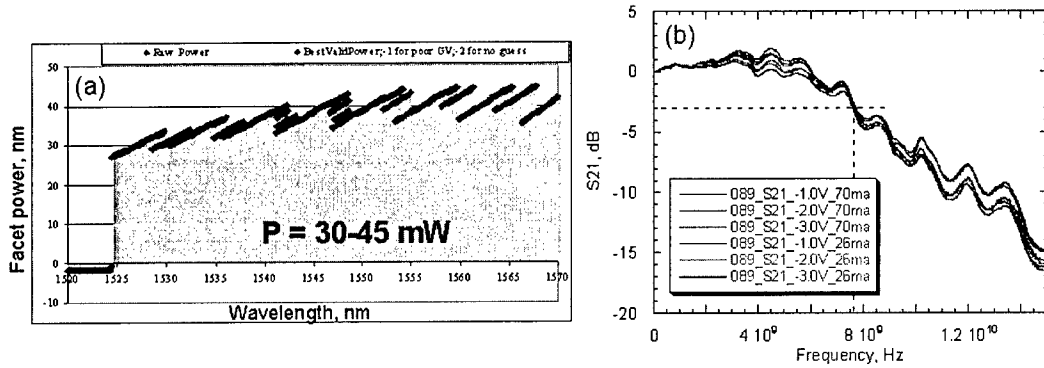 Raw Power
BestValidPower;-1 for poor GV;-2 for no guess
(a)
Facet power, nm
50
40
30
20
10
0
-10
P = 30-45 mW
1520 1525 1530 1535 1540 1545 1550 1555 1560 1565 1570
Wavelength, nm
(b)
S21, dB
5
0
-5
-10
-15
-20
089_S21_-1.0V_70ma
089_S21_-2.0V_70ma
089_S21_-3.0V_70ma
089_S21_-1.0V_26ma
089_S21_-2.0V_26ma
089_S21_-3.0V_26ma
0 4 10⁹ 8 10⁹ 1.2 10¹⁰
Frequency, Hz